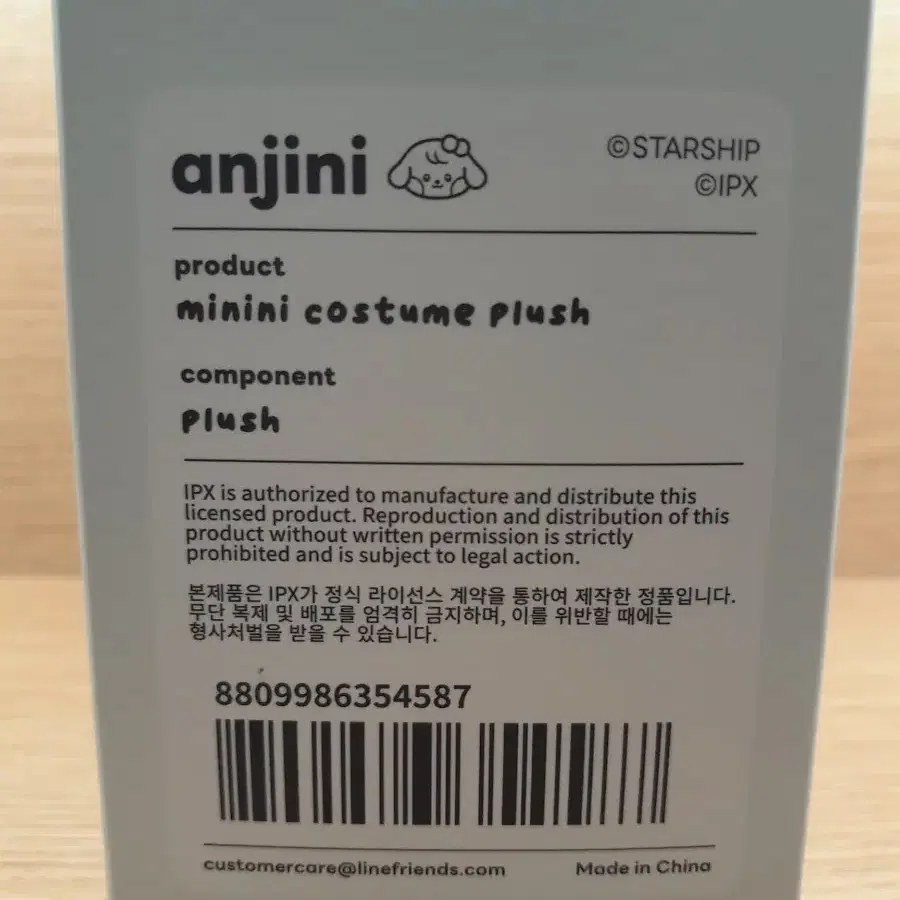 anjini
©STARSHIP
©IPX
product
minini costume plush
component
plush
IPX is authorized to manufacture and distribute this
licensed product. Reproduction and distribution of this
product without written permission is strictly
prohibited and is subject to legal action.
본제품은 IPX가 정식 라이선스 계약을 통하여 제작한 정품입니다.
무단 복제 및 배포를 엄격히 금지하며, 이를 위반할 때에는
형사처벌을 받을 수 있습니다.
8809986354587
customercare@linefriends.com
Made in China